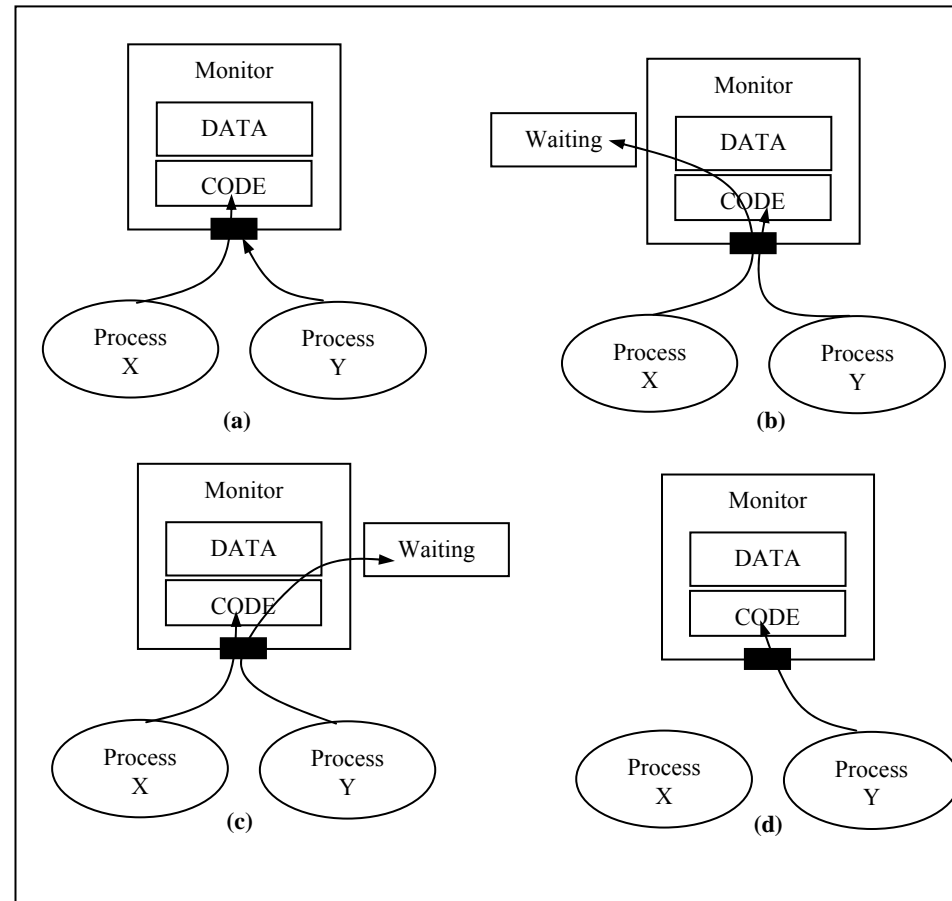 Monitor
DATA
CODE
Process
X
Process
Y
(a)
Monitor
Waiting
DATA
CODE
Process
X
Process
Y
(b)
Monitor
DATA
Waiting
CODE
Process
X
Process
Y
(c)
Monitor
DATA
CODE
Process
X
Process
Y
(d)